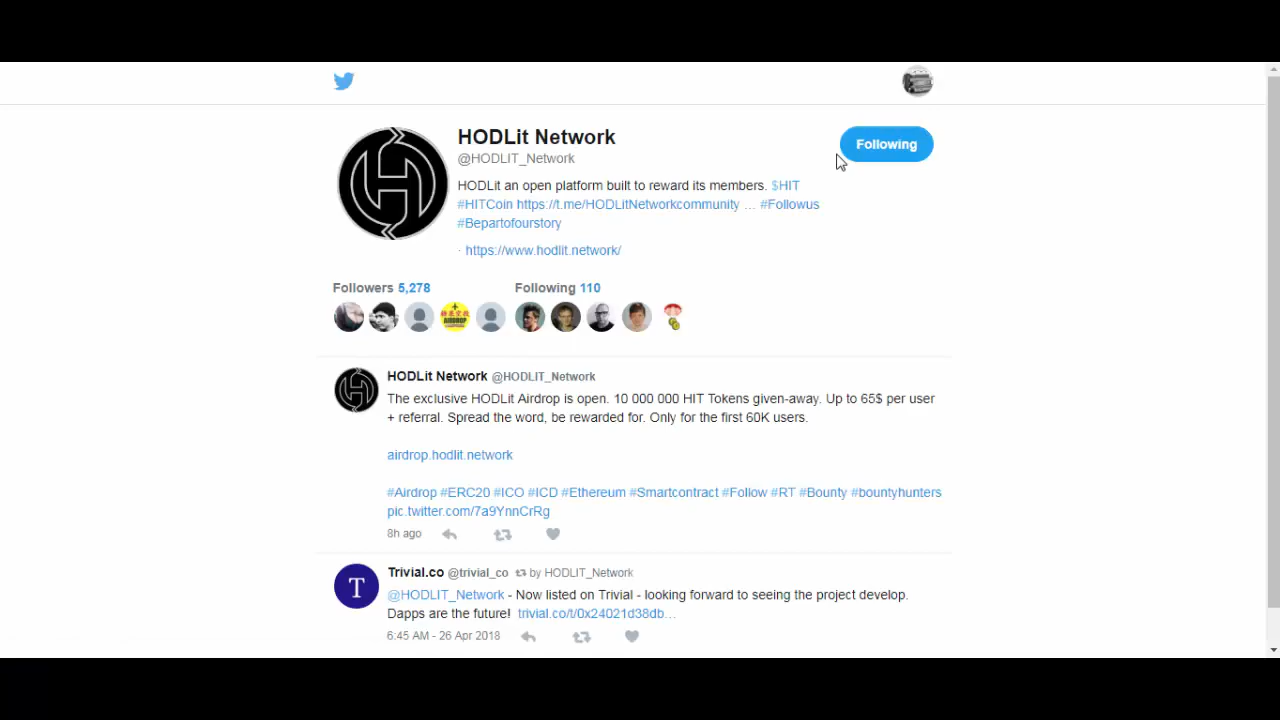 HODLit Network
@HODLIT_Network
Following
HODLit an open platform built to reward its members. $HIT
#HITCoin https://t.me/HODLitNetworkcommunity … #Followus
#Bepartofourstory
· https://www.hodlit.network/
Followers 5,278
Following 110
HODLit Network @HODLIT_Network
The exclusive HODLit Airdrop is open. 10 000 000 HIT Tokens given-away. Up to 65$ per user
+ referral. Spread the word, be rewarded for. Only for the first 60K users.
airdrop.hodlit.network
#Airdrop #ERC20 #ICO #ICD #Ethereum #Smartcontract #Follow #RT #Bounty #bountyhunters
pic.twitter.com/7a9YnnCrRg
8h ago
T
Trivial.co @trivial_co by HODLIT_Network
@HODLIT_Network - Now listed on Trivial - looking forward to seeing the project develop.
Dapps are the future! trivial.co/t/0x24021d38db…
6:45 AM - 26 Apr 2018